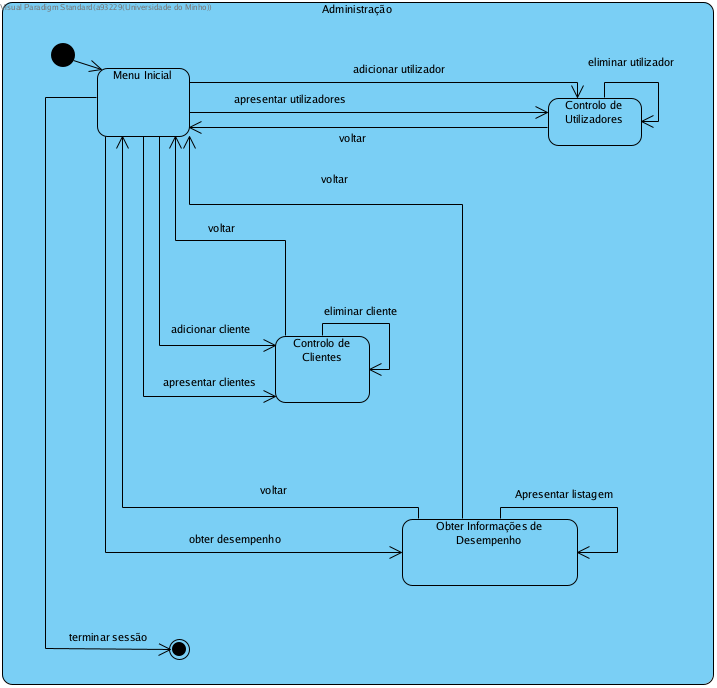 Visual Paradigm Standard(a93229(Universidade do Minho))
Administração
Menu Inicial
adicionar utilizador
eliminar utilizador
apresentar utilizadores
Controlo de
Utilizadores
voltar
voltar
voltar
eliminar cliente
adicionar cliente
Controlo de
Clientes
apresentar clientes
voltar
Apresentar listagem
Obter Informações de
Desempenho
obter desempenho
terminar sessão